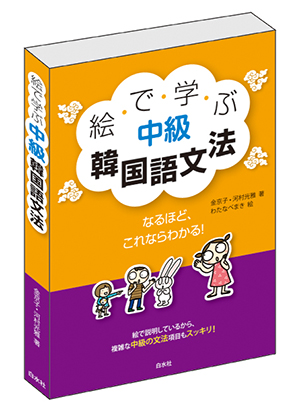 絵で学ぶ
中級
韓国語文法
金京子・河村光雅 著
わたなべまき 絵
なるほど、
これならわかる!
絵で説明しているから、
複雑な中級の文法項目もスッキリ!
白水社
絵で学ぶ 中級 韓国語文法
金京子・河村光雅 著
白水社